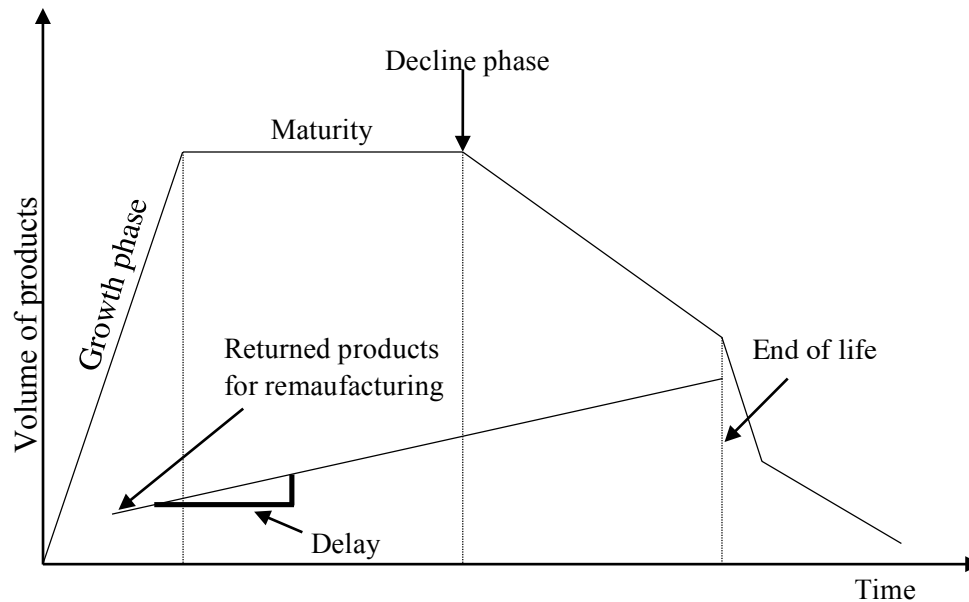 Decline phase
Maturity
Growth phase
Volume of products
Returned products
for remaufacturing
End of life
Delay
Time